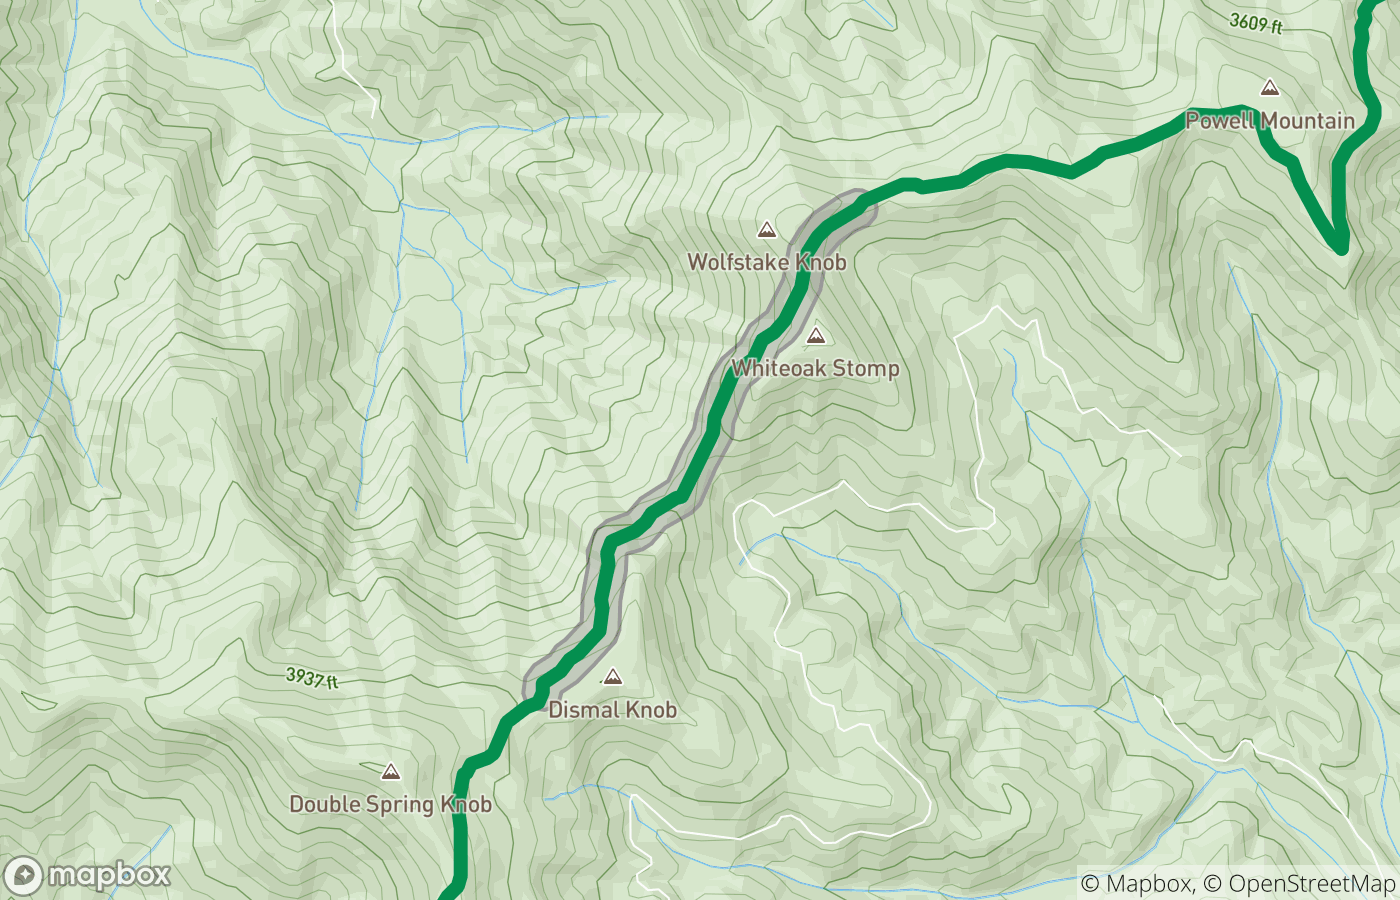 3609 ft
Powell Mountain
Wolfstake Knob
Whiteoak Stomp
3937 ft
Dismal Knob
Double Spring Knob
mapbox
© Mapbox, © OpenStreetMap